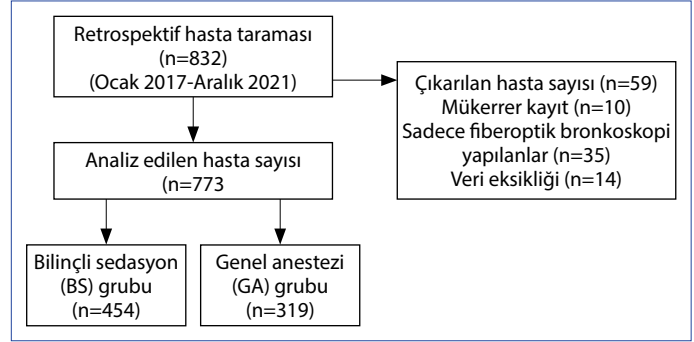 Retrospektif hasta taraması
(n=832)
(Ocak 2017-Aralık 2021)
Çıkarılan hasta sayısı (n=59)
Mükerrer kayıt (n=10)
Sadece fiberoptik bronkoskopi
yapılanlar (n=35)
Veri eksikliği (n=14)
Analiz edilen hasta sayısı
(n=773
Bilinçli sedasyon
(BS) grubu
(n=454)
Genel anestezi
(GA) grubu
(n=319)